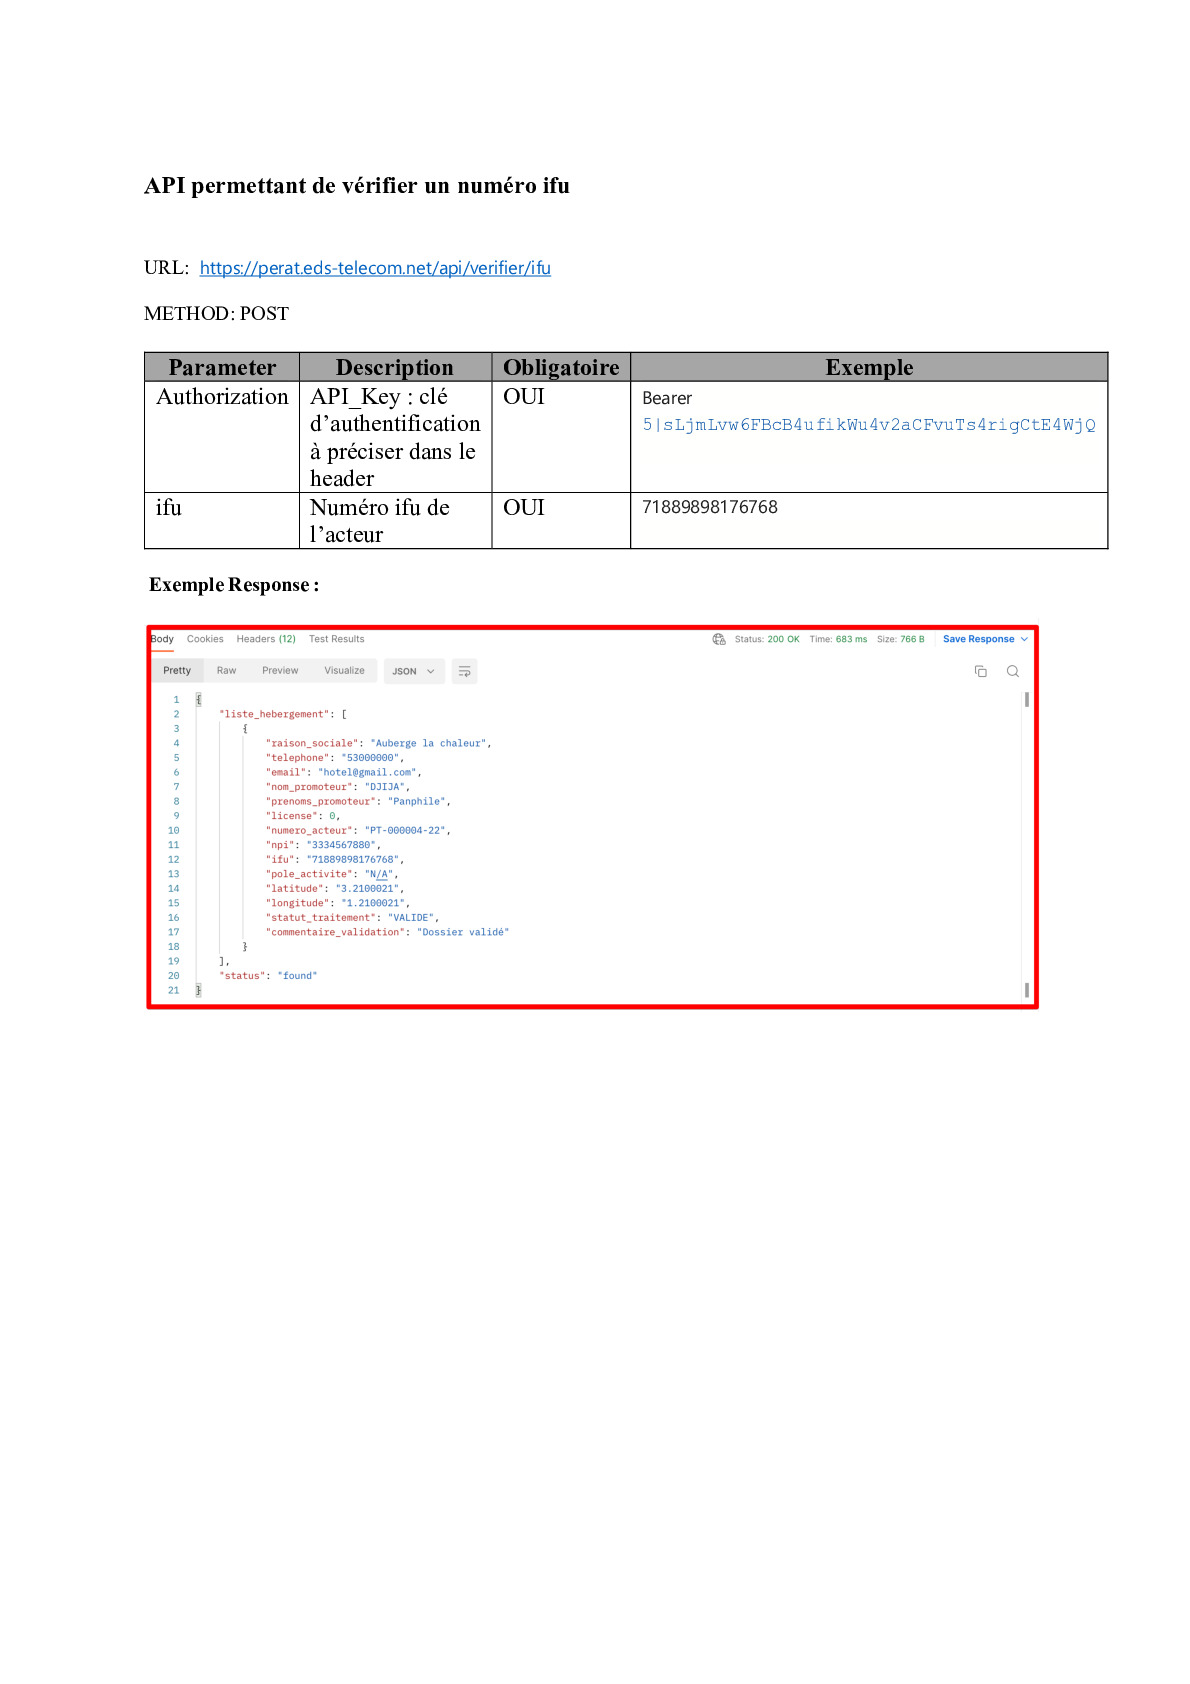 API permettant de vérifier un numéro ifu
URL: https://perat.eds-telecom.net/api/verifier/ifu
METHOD: POST
Parameter Description Obligatoire Exemple
Authorization API_Key : clé d’authentification à préciser dans le header OUI Bearer 5|sLjmLvw6FBcB4ufikWu4v2aCFvuTs4rigCtE4WjQ
ifu Numéro ifu de l’acteur OUI 71889898176768
Exemple Response :
Body Cookies Headers (12) Test Results Status: 200 OK Time: 683 ms Size: 766 B Save Response
Pretty Raw Preview Visualize JSON
1 {
2 "liste_hebergement": [
3 {
4 "raison_sociale": "Auberge la chaleur",
5 "telephone": "53000000",
6 "email": "hotel@gmail.com",
7 "nom_promoteur": "DJIJA",
8 "prenoms_promoteur": "Panphile",
9 "license": 0,
10 "numero_acteur": "PT-000004-22",
11 "npi": "3334567880",
12 "ifu": "71889898176768",
13 "pole_activite": "N/A",
14 "latitude": "3.2100021",
15 "longitude": "1.2100021",
16 "statut_traitement": "VALIDE",
17 "commentaire_validation": "Dossier validé"
18 }
19 ],
20 "status": "found"
21 }